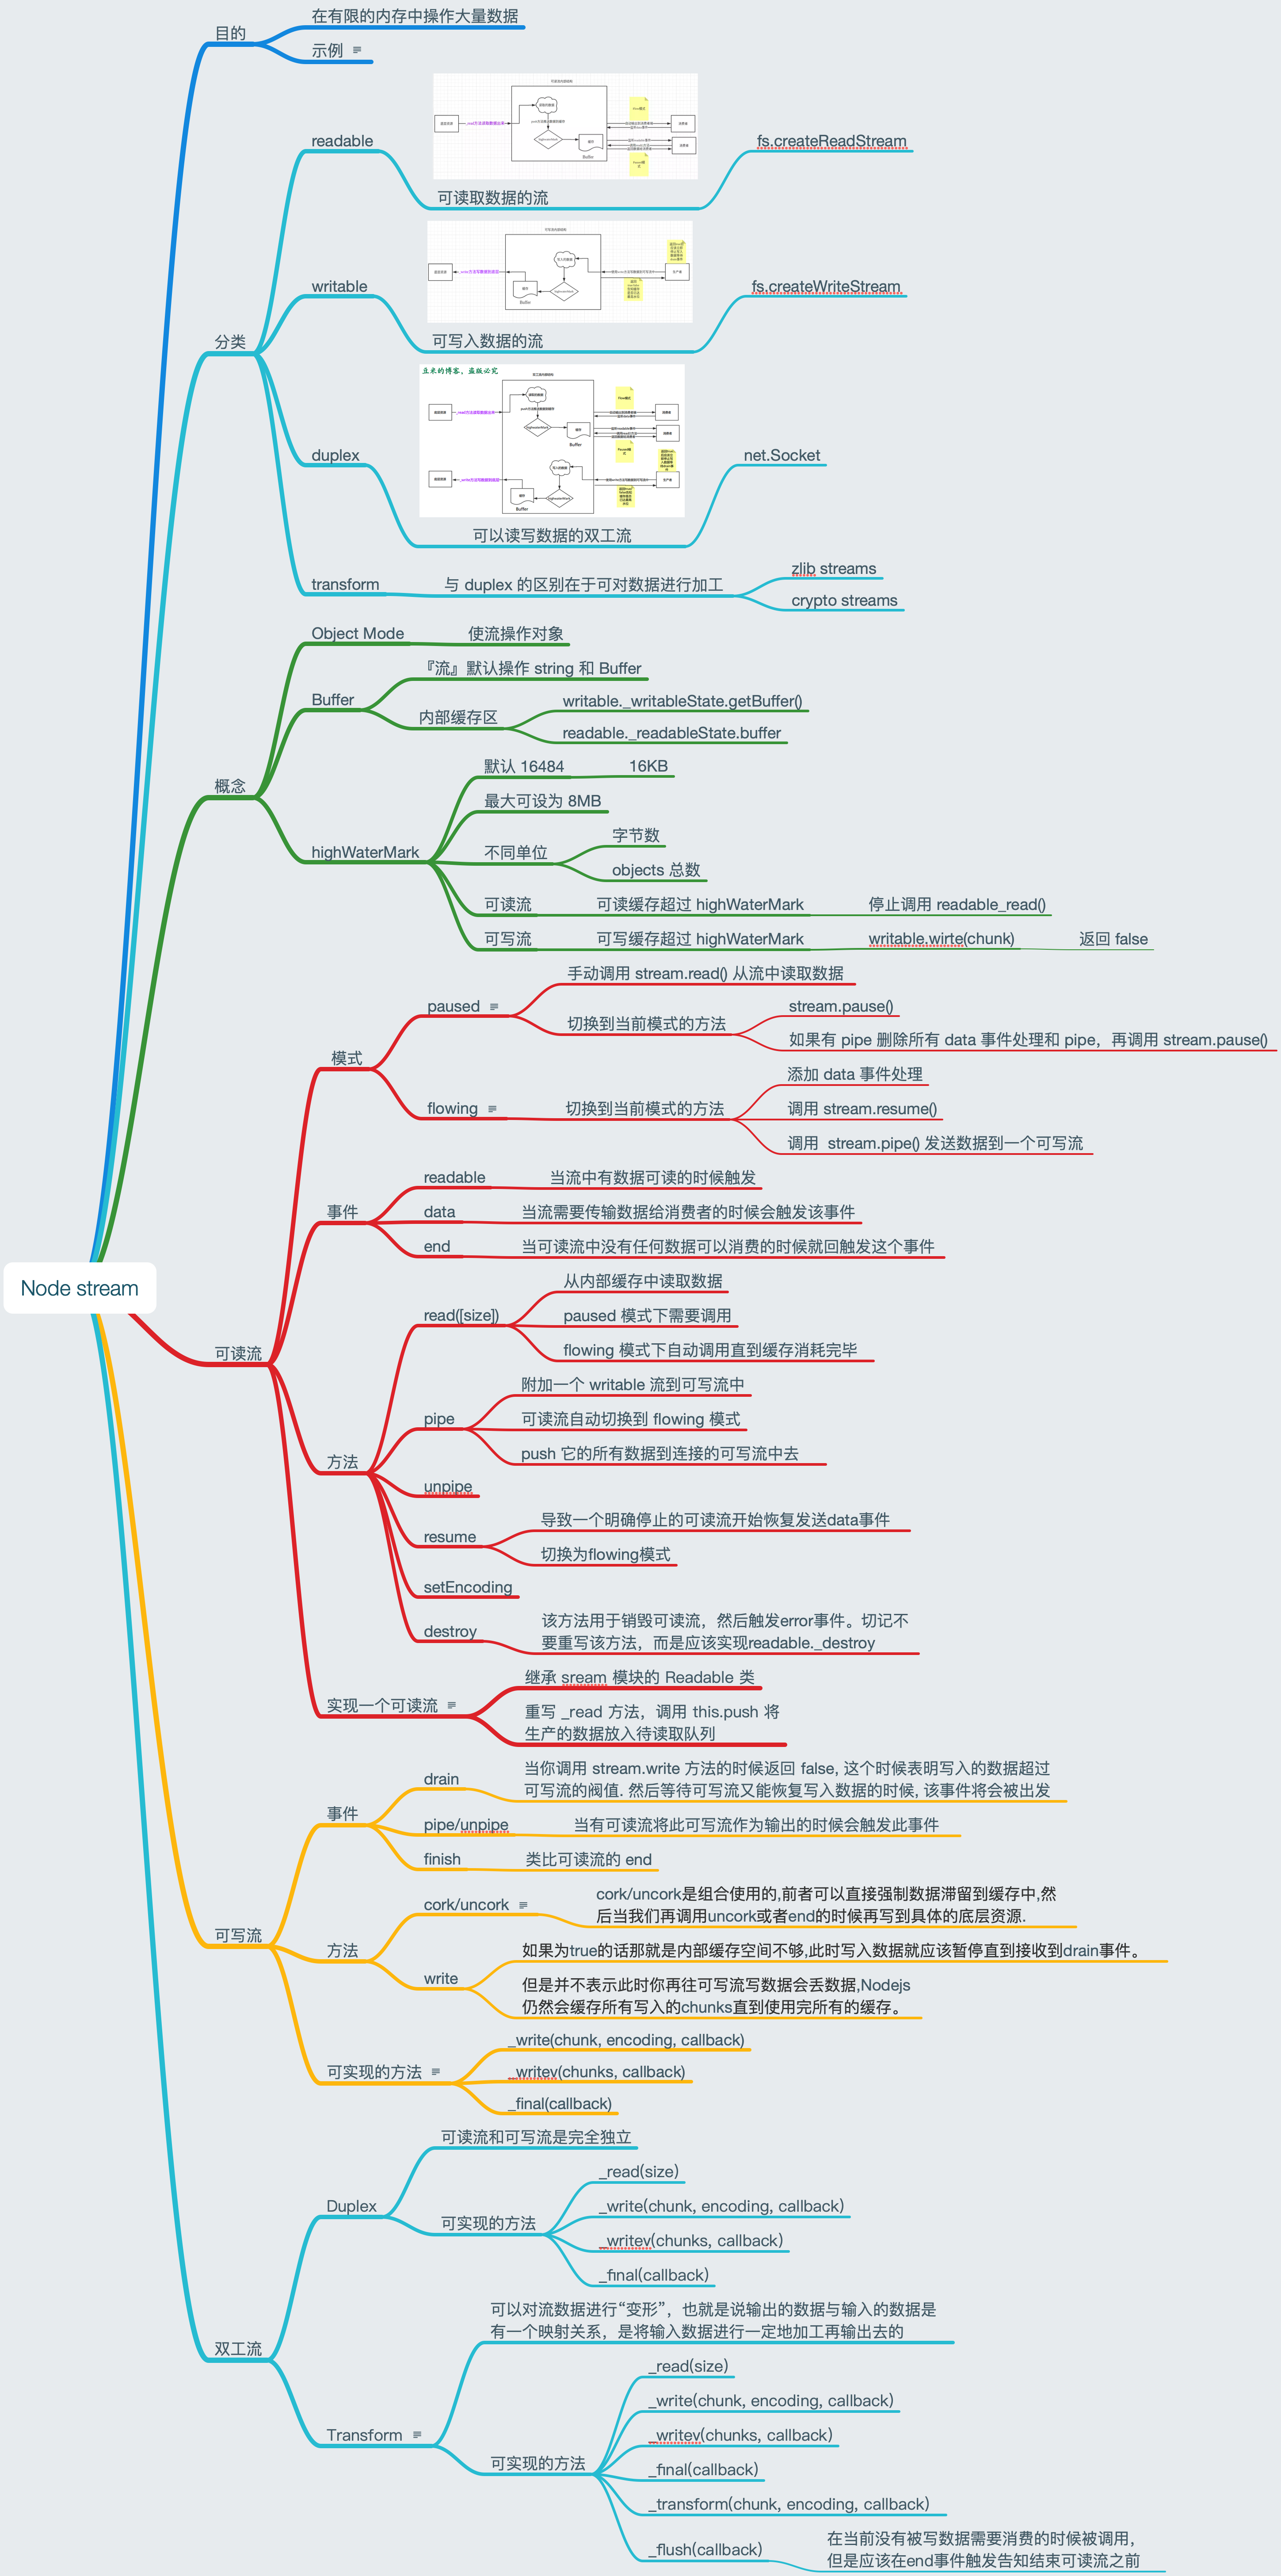 目的
在有限的内存中操作大量数据
示例
分类
readable
可读取数据的流
fs.createReadStream
writable
可写入数据的流
fs.createWriteStream
duplex
可以读写数据的双工流
net.Socket
transform
与 duplex 的区别在于可对数据进行加工
zlib streams
crypto streams
概念
Object Mode
使流操作对象
Buffer
『流』默认操作 string 和 Buffer
内部缓存区
writable._writableState.getBuffer()
readable._readableState.buffer
highWaterMark
默认 16484
16KB
最大可设为 8MB
不同单位
字节数
objects 总数
可读流
可读缓存超过 highWaterMark
停止调用 readable_read()
可写流
可写缓存超过 highWaterMark
writable.wirte(chunk)
返回 false
Node stream
可读流
模式
paused
手动调用 stream.read() 从流中读取数据
切换到当前模式的方法
stream.pause()
如果有 pipe 删除所有 data 事件处理和 pipe，再调用 stream.pause()
flowing
切换到当前模式的方法
添加 data 事件处理
调用 stream.resume()
调用 stream.pipe() 发送数据到一个可写流
事件
readable
当流中有数据可读的时候触发
data
当流需要传输数据给消费者的时候会触发该事件
end
当可读流中没有任何数据可以消费的时候就回触发这个事件
方法
read([size])
从内部缓存中读取数据
paused 模式下需要调用
flowing 模式下自动调用直到缓存消耗完毕
pipe
附加一个 writable 流到可写流中
可读流自动切换到 flowing 模式
push 它的所有数据到连接的可写流中去
unpipe
resume
导致一个明确停止的可读流开始恢复发送data事件
切换为flowing模式
setEncoding
destroy
该方法用于销毁可读流，然后触发error事件。切记不
要重写该方法，而是应该实现readable._destroy
实现一个可读流
继承 sream 模块的 Readable 类
重写 _read 方法，调用 this.push 将
生产的数据放入待读取队列
可写流
事件
drain
当你调用 stream.write 方法的时候返回 false, 这个时候表明写入的数据超过
可写流的阀值. 然后等待可写流又能恢复写入数据的时候, 该事件将会被出发
pipe/unpipe
当有可读流将此可写流作为输出的时候会触发此事件
finish
类比可读流的 end
方法
cork/uncork
cork/uncork是组合使用的,前者可以直接强制数据滞留到缓存中,然
后当我们再调用uncork或者end的时候再写到具体的底层资源.
write
如果为true的话那就是内部缓存空间不够,此时写入数据就应该暂停直到接收到drain事件。
但是并不表示此时你再往可写流写数据会丢数据,Nodejs
仍然会缓存所有写入的chunks直到使用完所有的缓存。
可实现的方法
_write(chunk, encoding, callback)
_writev(chunks, callback)
_final(callback)
双工流
Duplex
可读流和可写流是完全独立
可实现的方法
_read(size)
_write(chunk, encoding, callback)
_writev(chunks, callback)
_final(callback)
Transform
可以对流数据进行“变形”，也就是说输出的数据与输入的数据是
有一个映射关系，是将输入数据进行一定地加工再输出去的
可实现的方法
_read(size)
_write(chunk, encoding, callback)
_writev(chunks, callback)
_final(callback)
_transform(chunk, encoding, callback)
_flush(callback)
在当前没有被写数据需要消费的时候被调用，
但是应该在end事件触发告知结束可读流之前